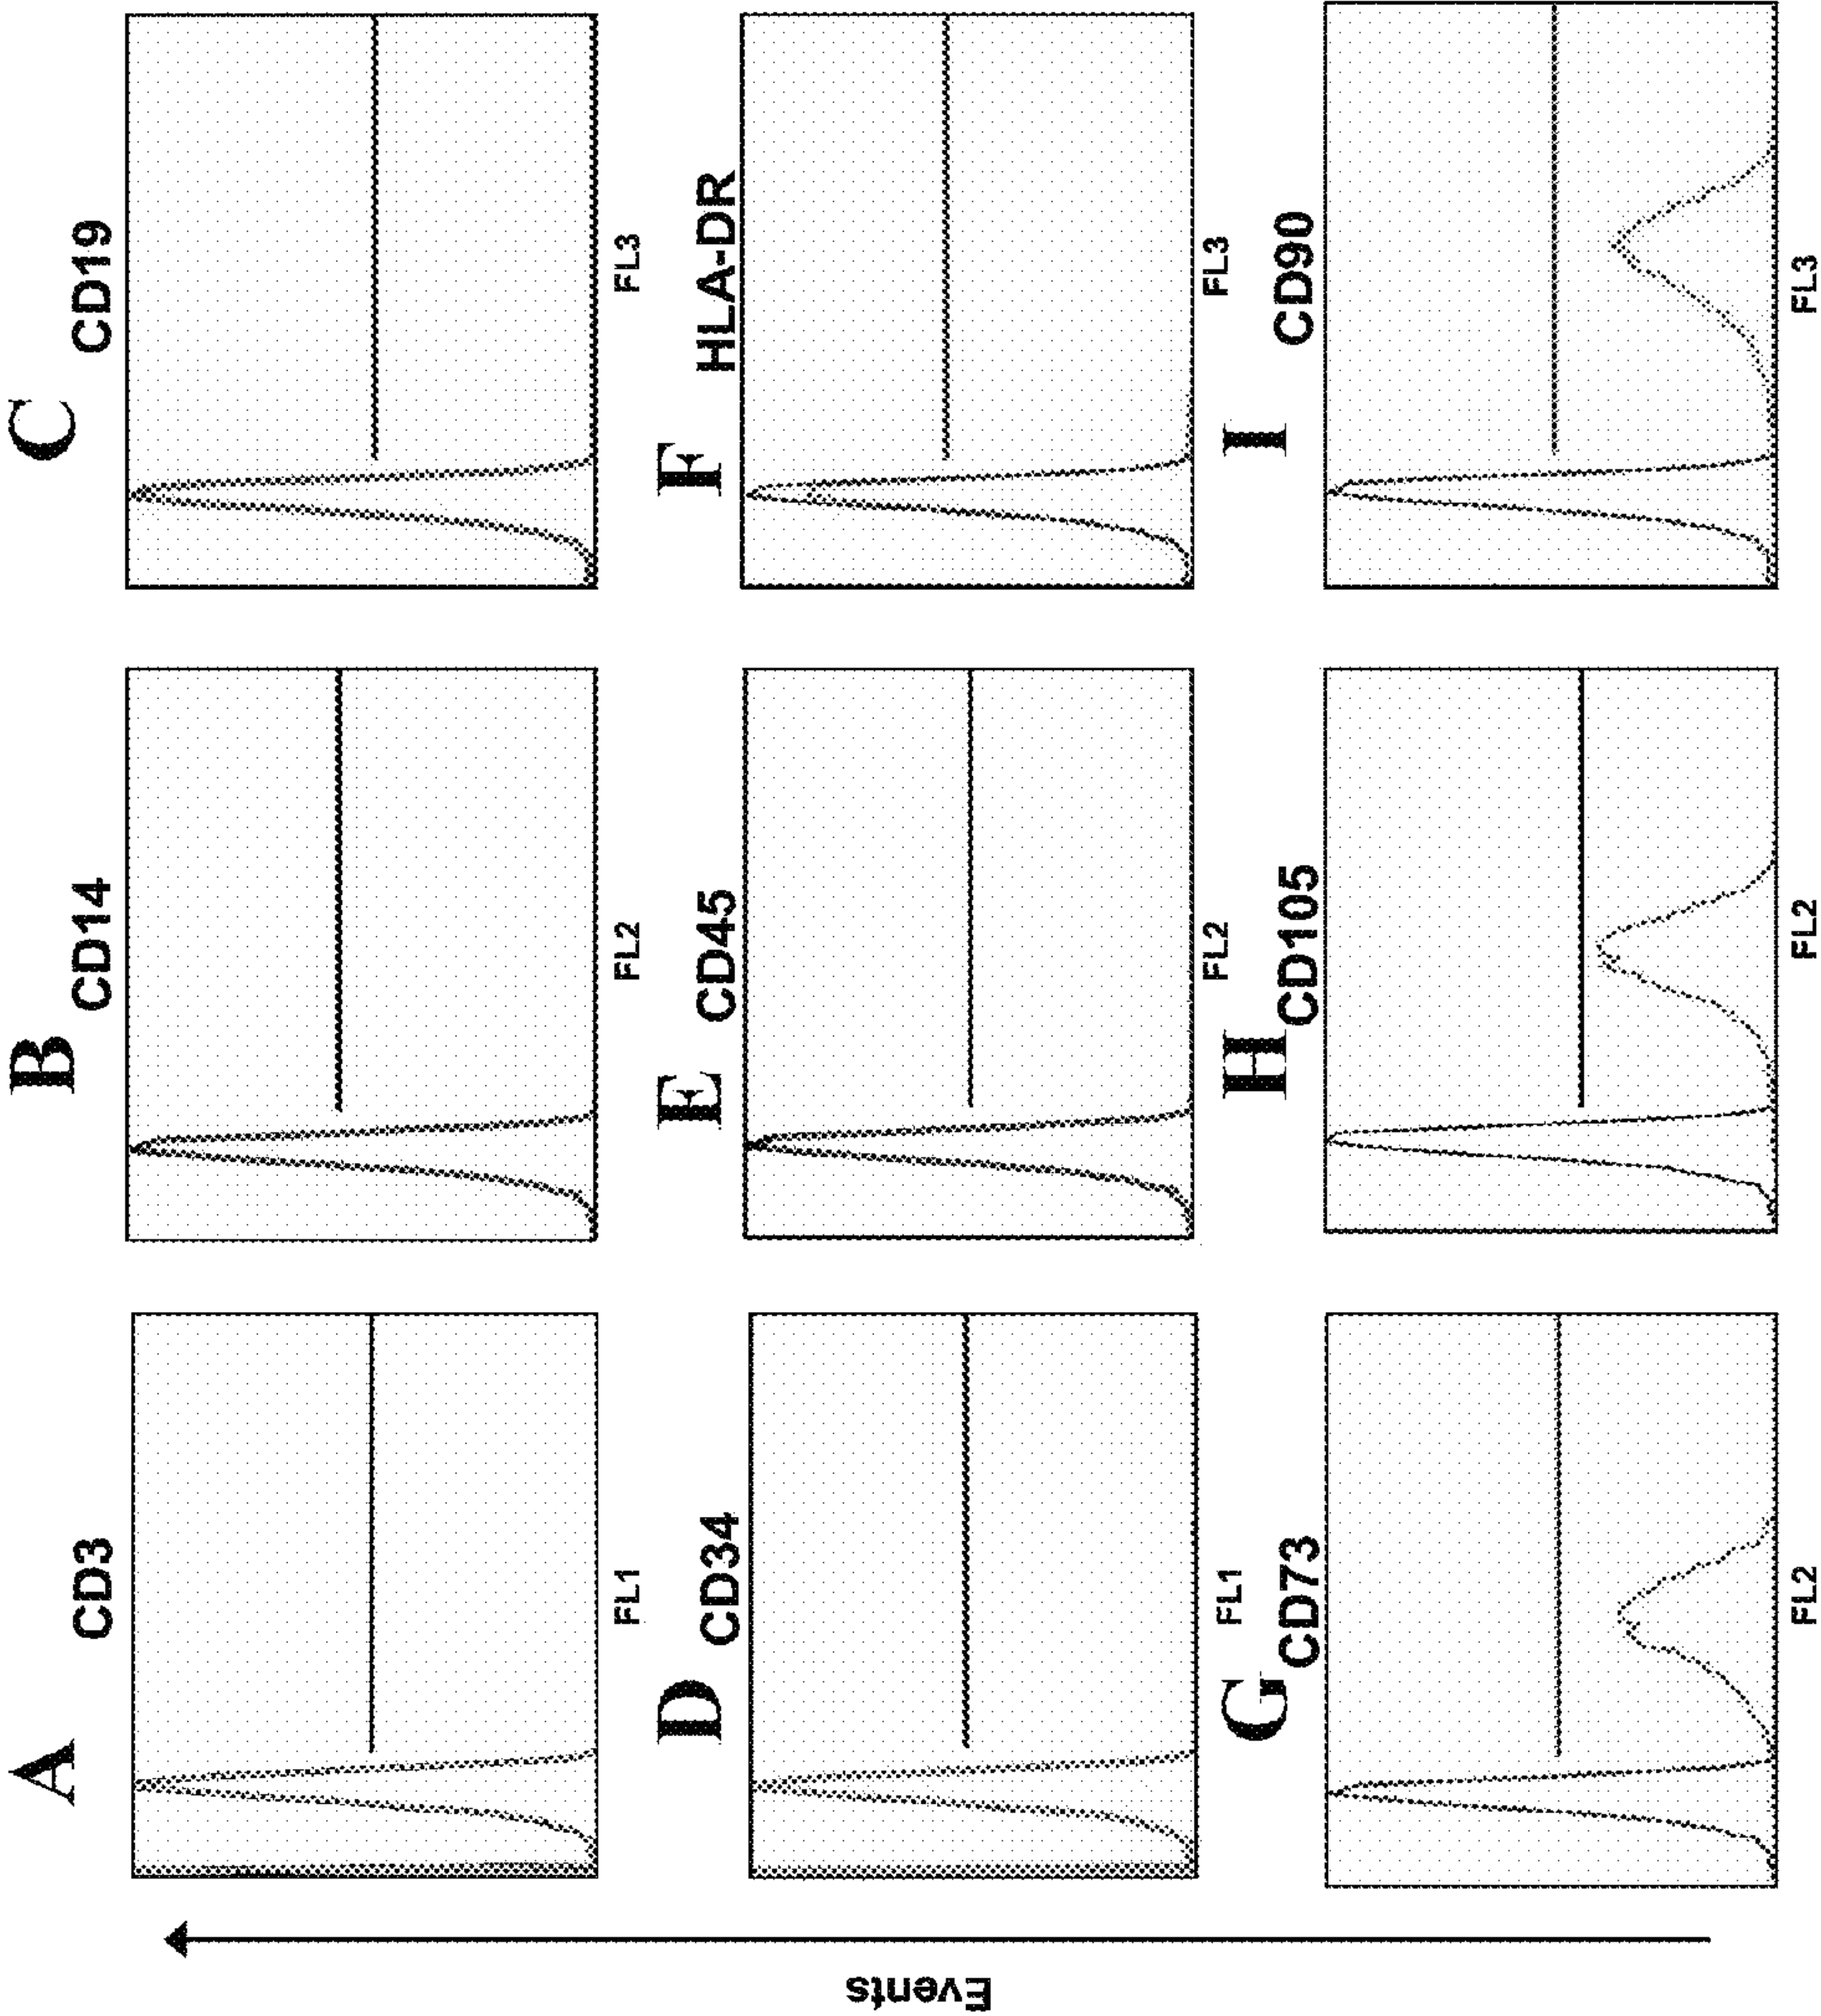 Events
A
CD3
FL1
B
CD14
FL2
C
CD19
FL3
D
CD34
FL1
E
CD45
FL2
F
HLA-DR
FL3
G
CD73
FL2
H
CD105
FL2
I
CD90
FL3